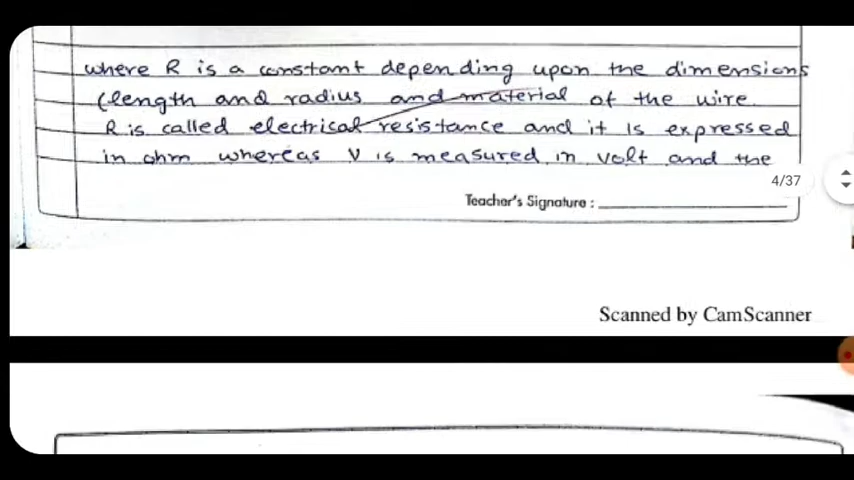 where R is a constant depending upon the dimensions
(length and radius and material of the wire.
R is called electrical resistance and it is expressed
in ohm whereas V is measured in volt and the
4/37
Teacher's Signature :
Scanned by CamScanner